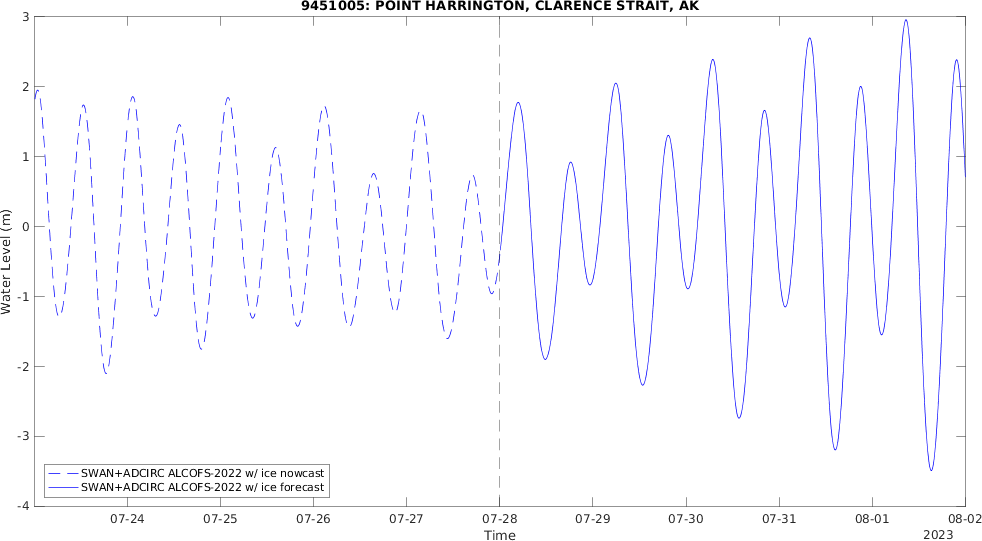 9451005: POINT HARRINGTON, CLARENCE STRAIT, AK
3
2
1
0
-1
-2
-3
-4
Water Level (m)
SWAN+ADCIRC ALCOFS-2022 w/ ice nowcast
SWAN+ADCIRC ALCOFS-2022 w/ ice forecast
07-24 07-25 07-26 07-27 07-28 07-29 07-30 07-31 08-01 08-02
Time
2023